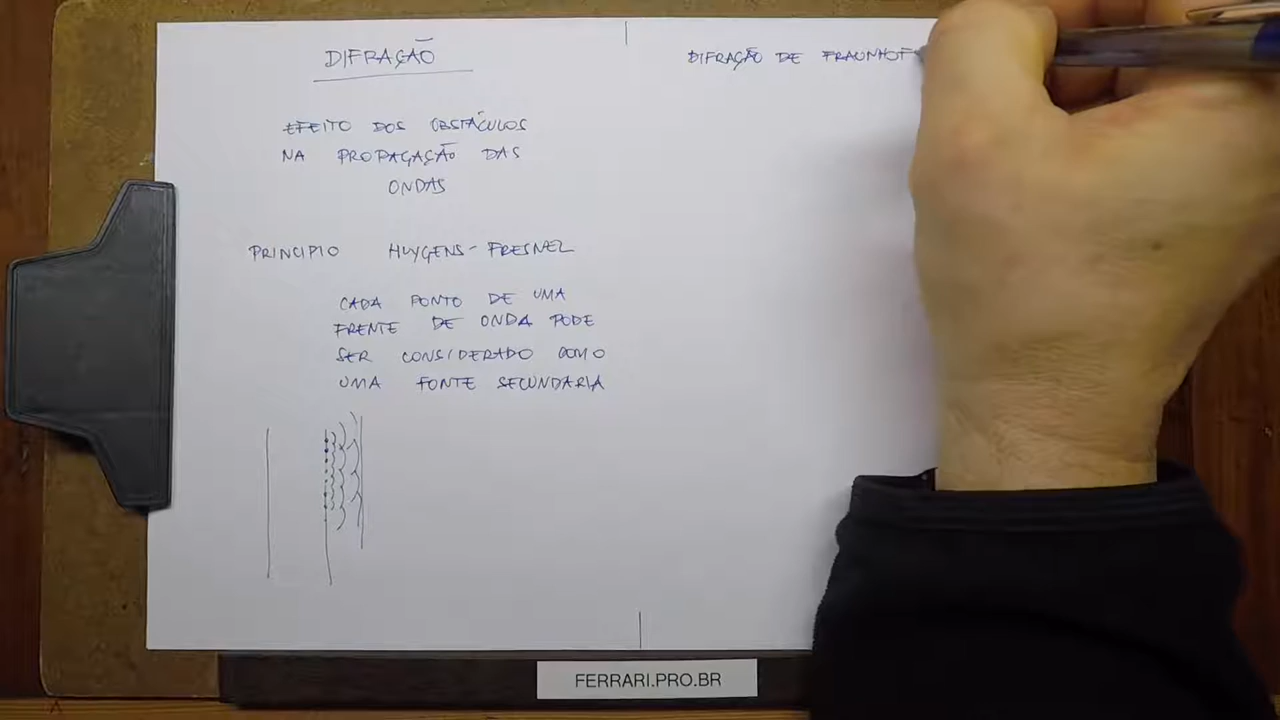 DIFRAÇÃO
EFEITO DOS OBSTÁCULOS
NA PROPAGAÇÃO DAS
ONDAS
PRINCIPIO HUYGENS-FRESNEL
CADA PONTO DE UMA
FRENTE DE ONDA PODE
SER CONSIDERADO COMO
UMA FONTE SECUNDARIA
DIFRAÇÃO DE FRAUNHOF
FERRARI.PRO.BR